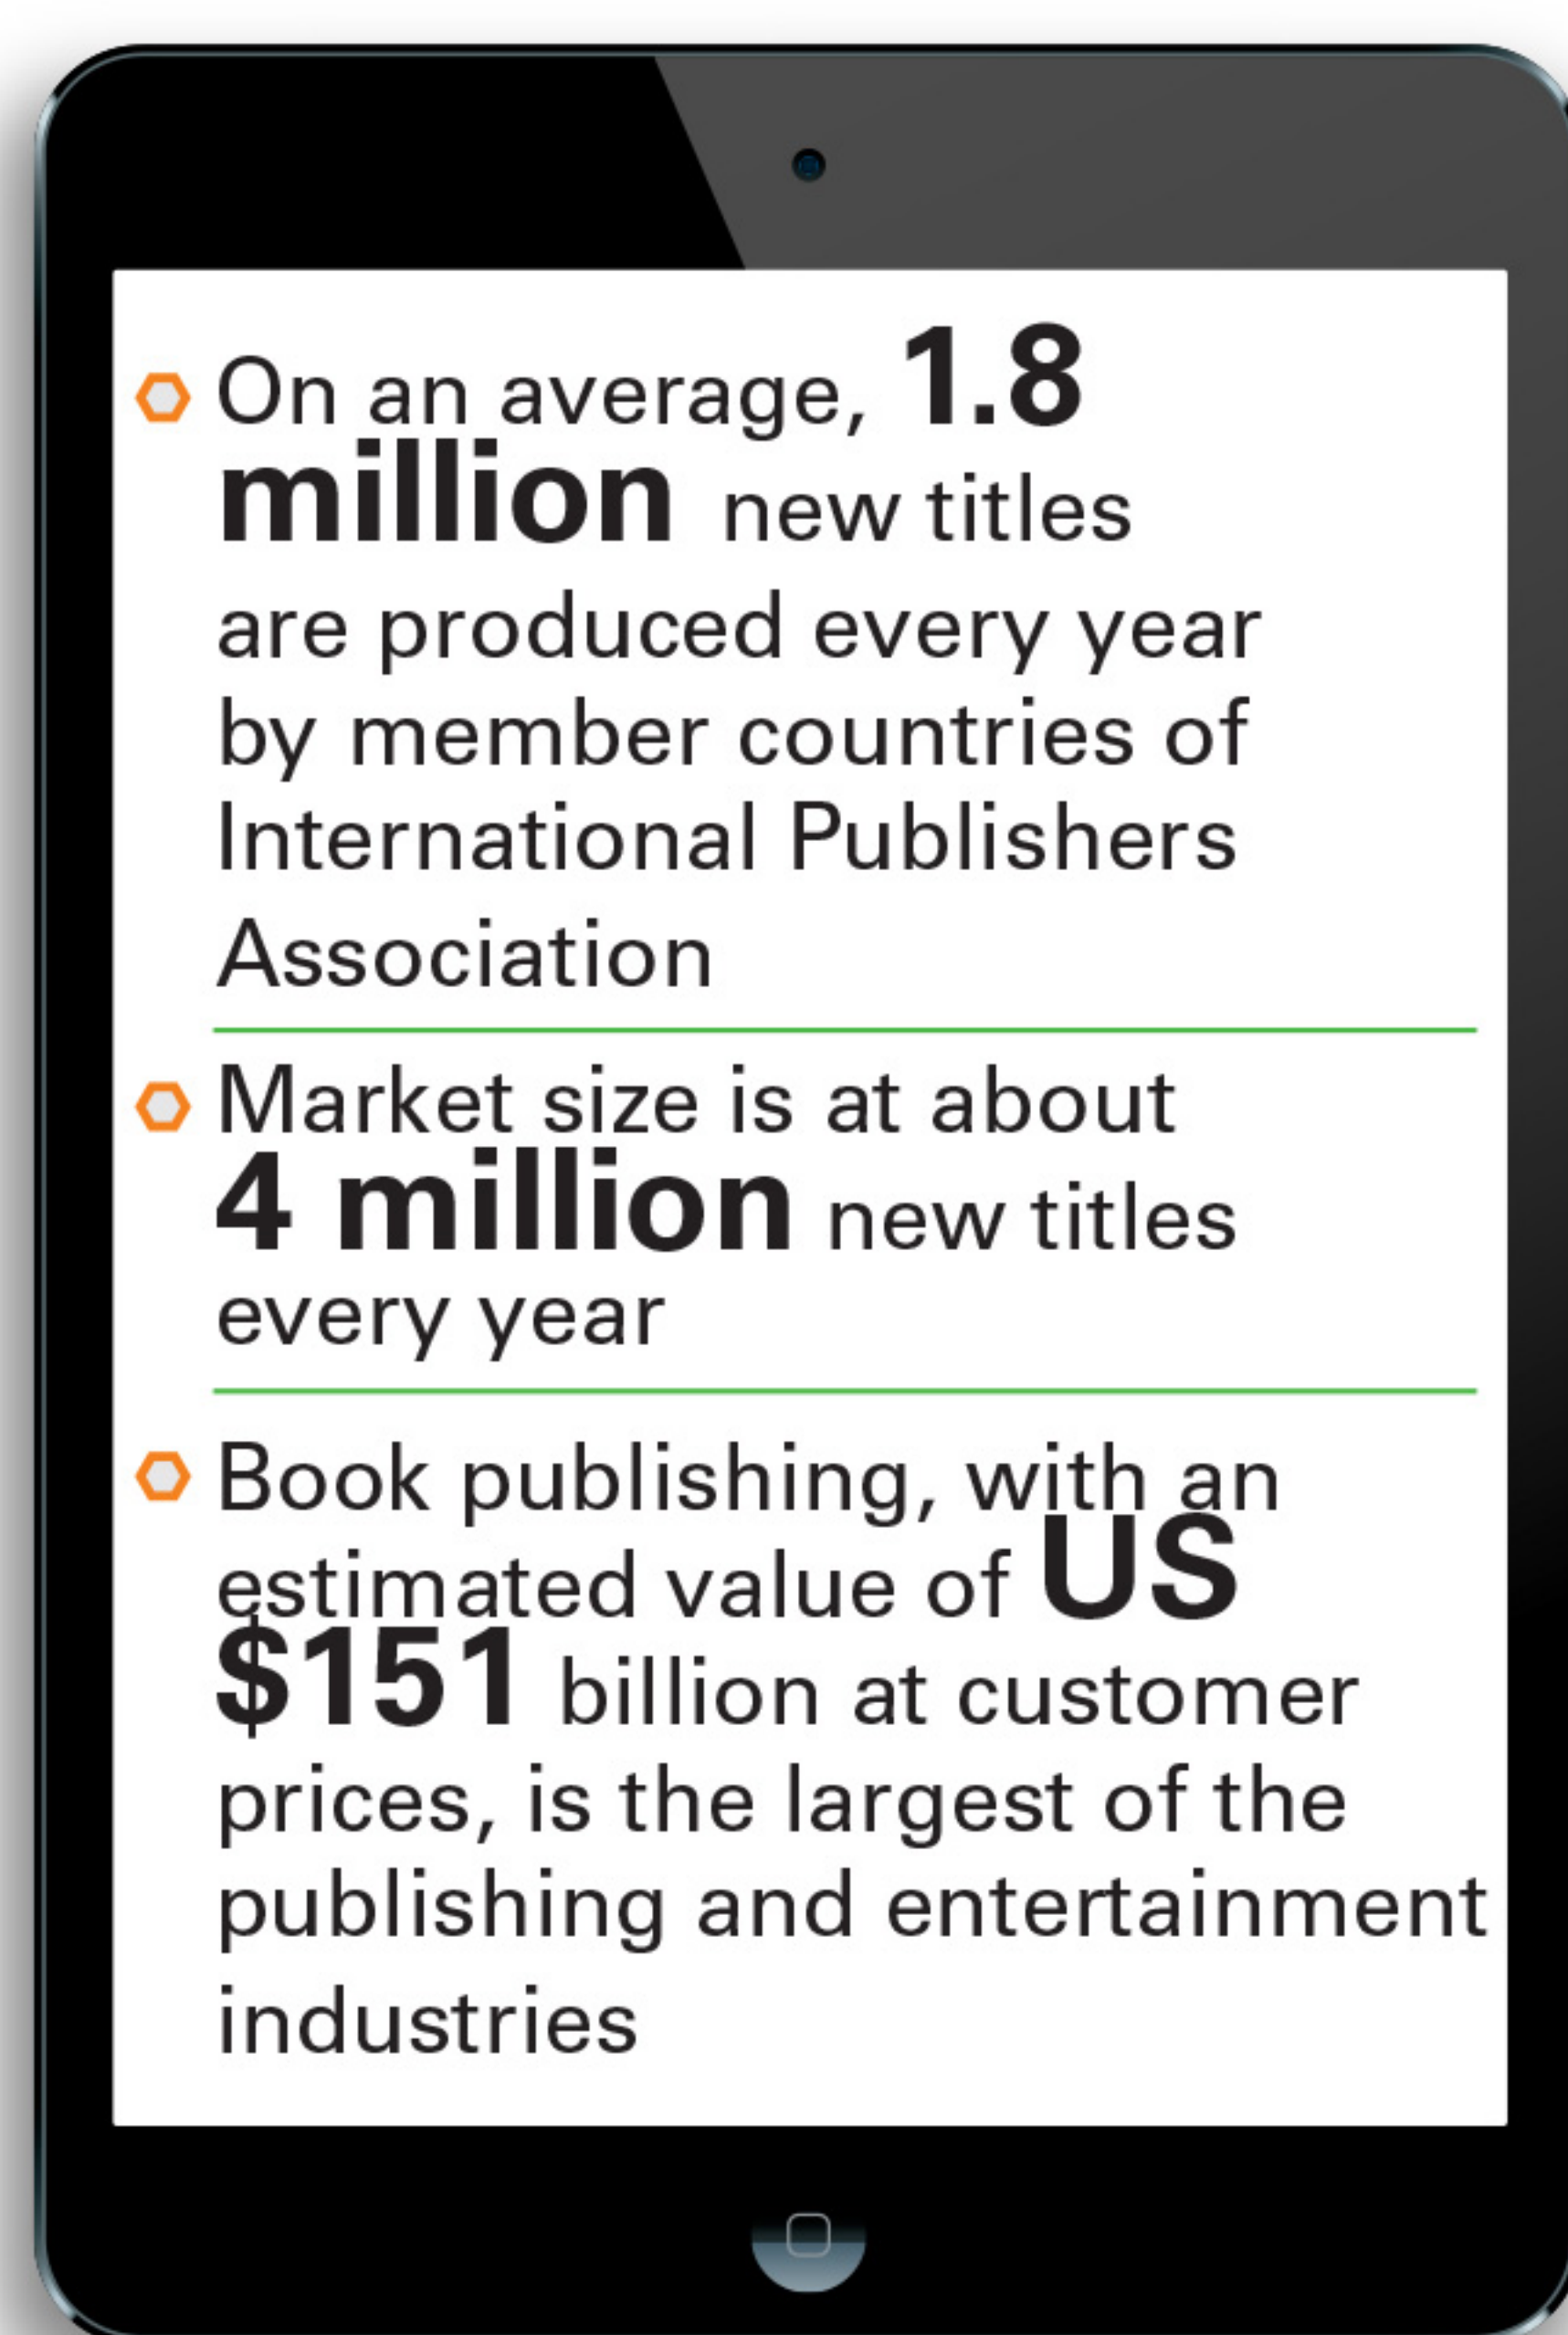 On an average, 1.8
million new titles
are produced every year
by member countries of
International Publishers
Association
Market size is at about
4 million new titles
every year
Book publishing, with an
estimated value of US
$151 billion at customer
prices, is the largest of the
publishing and entertainment
industries